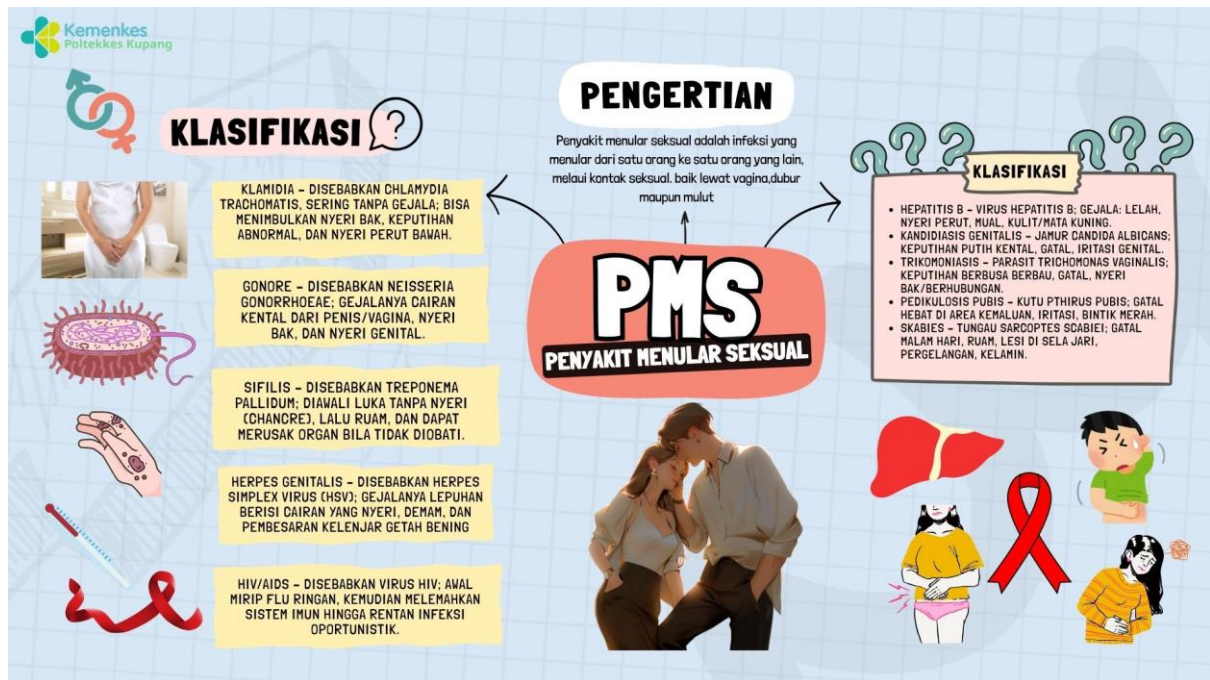 Kemenkes
Poltekkes Kupang
KLASIFIKASI ?
KLAMIDIA – DISEBABKAN CHLAMYDIA
TRACHOMATIS, SERING TANPA GEJALA; BISA
MENIMBULKAN NYERI BAK, KEPUTIHAN
ABNORMAL, DAN NYERI PERUT BAWAH.
GONORE – DISEBABKAN NEISSERIA
GONORRHOEAE; GEJALANYA CAIRAN
KENTAL DARI PENIS/VAGINA, NYERI
BAK, DAN NYERI GENITAL.
SIFILIS – DISEBABKAN TREPONEMA
PALLIDUM; DIAWALI LUKA TANPA NYERI
(CHANCRE), LALU RUAM, DAN DAPAT
MERUSAK ORGAN BILA TIDAK DIOBATI.
HERPES GENITALIS – DISEBABKAN HERPES
SIMPLEX VIRUS (HSV); GEJALANYA LEPUHAN
BERISI CAIRAN YANG NYERI, DEMAM, DAN
PEMBESARAN KELENJAR GETAH BENING
HIV/AIDS – DISEBABKAN VIRUS HIV; AWAL
MIRIP FLU RINGAN, KEMUDIAN MELEMAHKAN
SISTEM IMUN HINGGA RENTAN INFEKSI
OPORTUNISTIK.
PENGERTIAN
Penyakit menular seksual adalah infeksi yang
menular dari satu orang ke satu orang yang lain,
melaui kontak seksual. baik lewat vagina,dubur
maupun mulut
PMS
PENYAKIT MENULAR SEKSUAL
? ? ? ? ? ?
KLASIFIKASI
• HEPATITIS B – VIRUS HEPATITIS B; GEJALA: LELAH,
NYERI PERUT, MUAL, KULIT/MATA KUNING.
• KANDIDIASIS GENITALIS – JAMUR CANDIDA ALBICANS;
KEPUTIHAN PUTIH KENTAL, GATAL, IRITASI GENITAL.
• TRIKOMONIASIS – PARASIT TRICHOMONAS VAGINALIS;
KEPUTIHAN BERBUSA BERBAU, GATAL, NYERI
BAK/BERHUBUNGAN.
• PEDIKULOSIS PUBIS – KUTU PTHIRUS PUBIS; GATAL
HEBAT DI AREA KEMALUAN, IRITASI, BINTIK MERAH.
• SKABIES – TUNGAU SARCOPTES SCABIEI; GATAL
MALAM HARI, RUAM, LESI DI SELA JARI,
PERGELANGAN, KELAMIN.